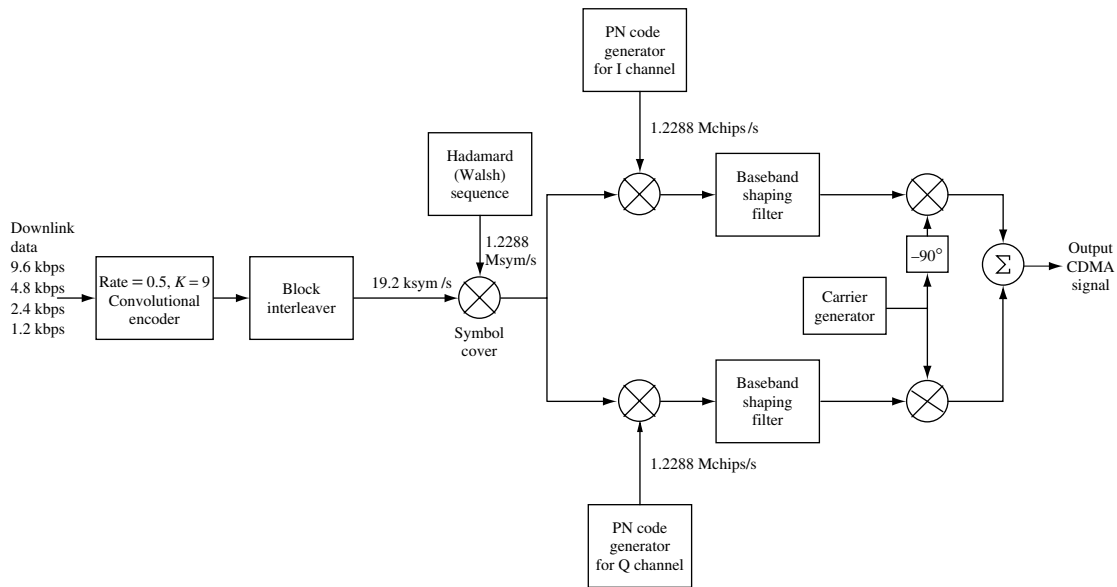 PN code
generator
for I channel
1.2288 Mchips/s
Hadamard
(Walsh)
sequence
Baseband
shaping
filter
Downlink
data
9.6 kbps
4.8 kbps
2.4 kbps
1.2 kbps
Rate = 0.5, K = 9
Convolutional
encoder
Block
interleaver
19.2 ksym/s
1.2288
Msym/s
Symbol
cover
–90°
Carrier
generator
Σ
Output
CDMA
signal
Baseband
shaping
filter
1.2288 Mchips/s
PN code
generator
for Q channel